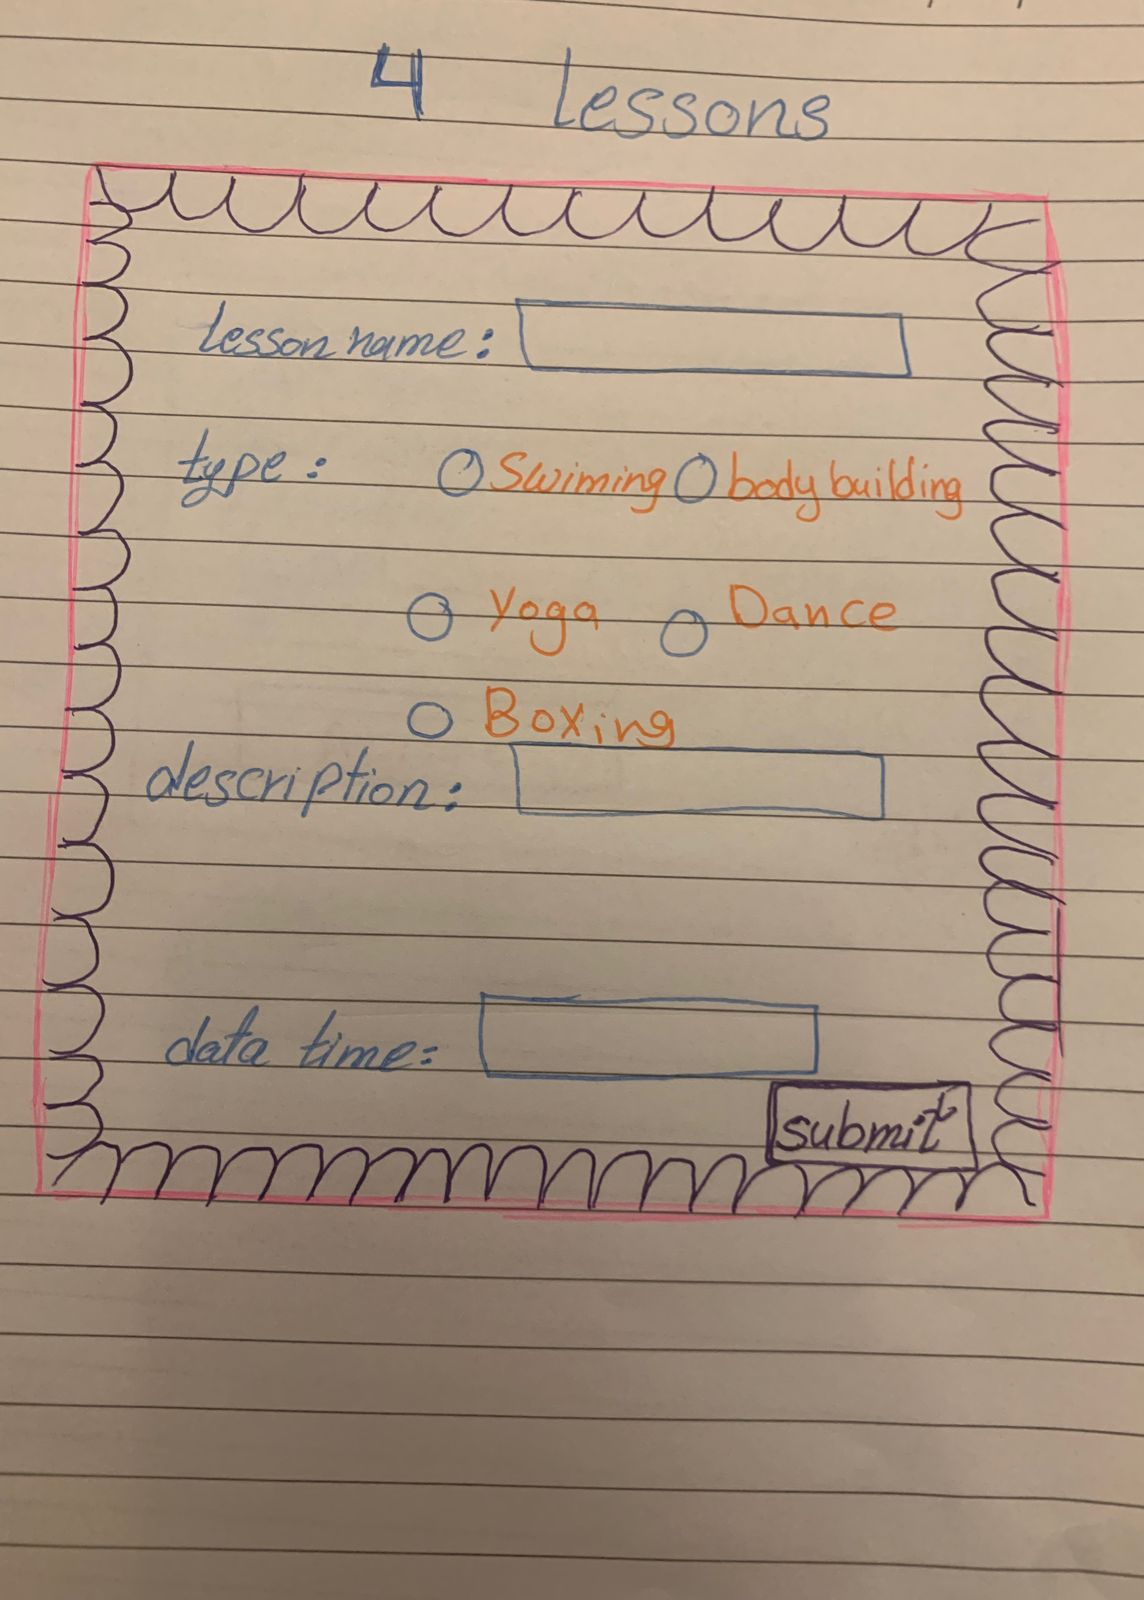 4 Lessons
lesson name:
type: Swiming body building
Yoga Dance
Boxing
description:
data time:
submit